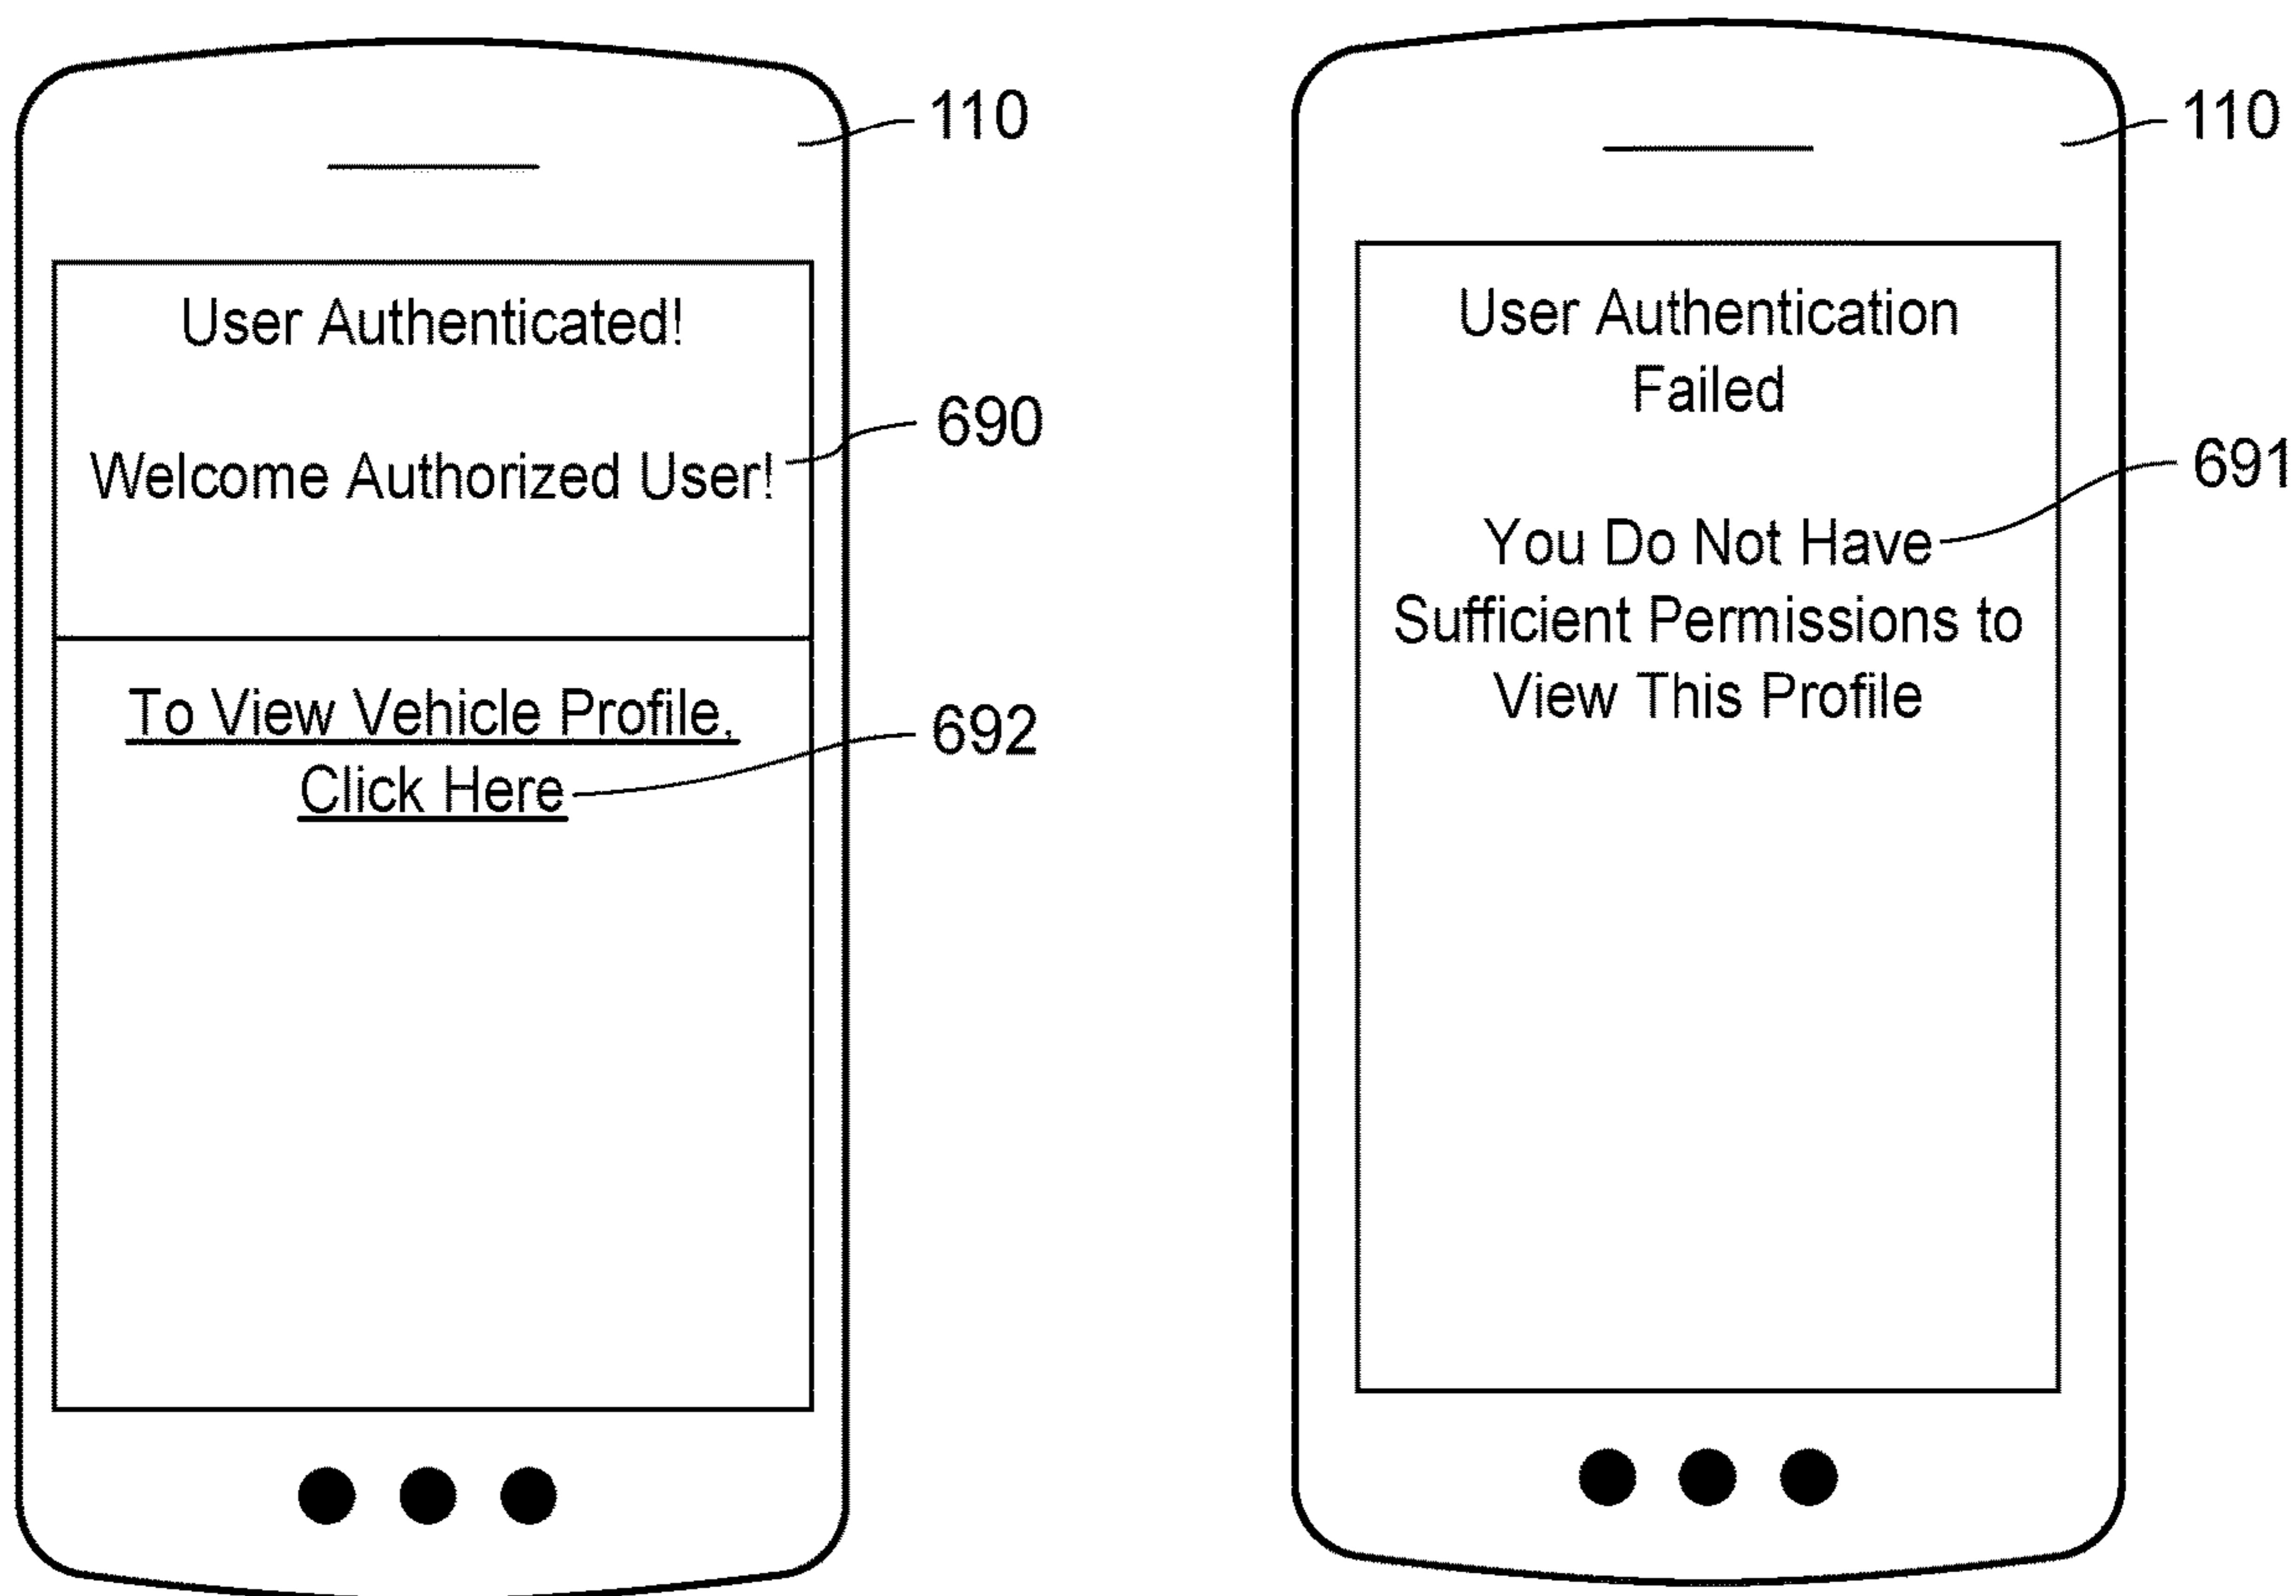 110
User Authenticated!
Welcome Authorized User!
690
To View Vehicle Profile,
Click Here
692
110
User Authentication
Failed
You Do Not Have
Sufficient Permissions to
View This Profile
691